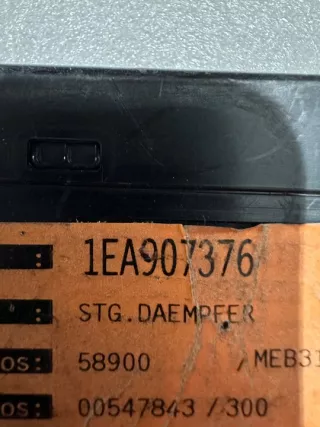 : 1EA907376
: STG.DAEMPFER
OS: 58900 / MEB31
OS: 00547843 / 300